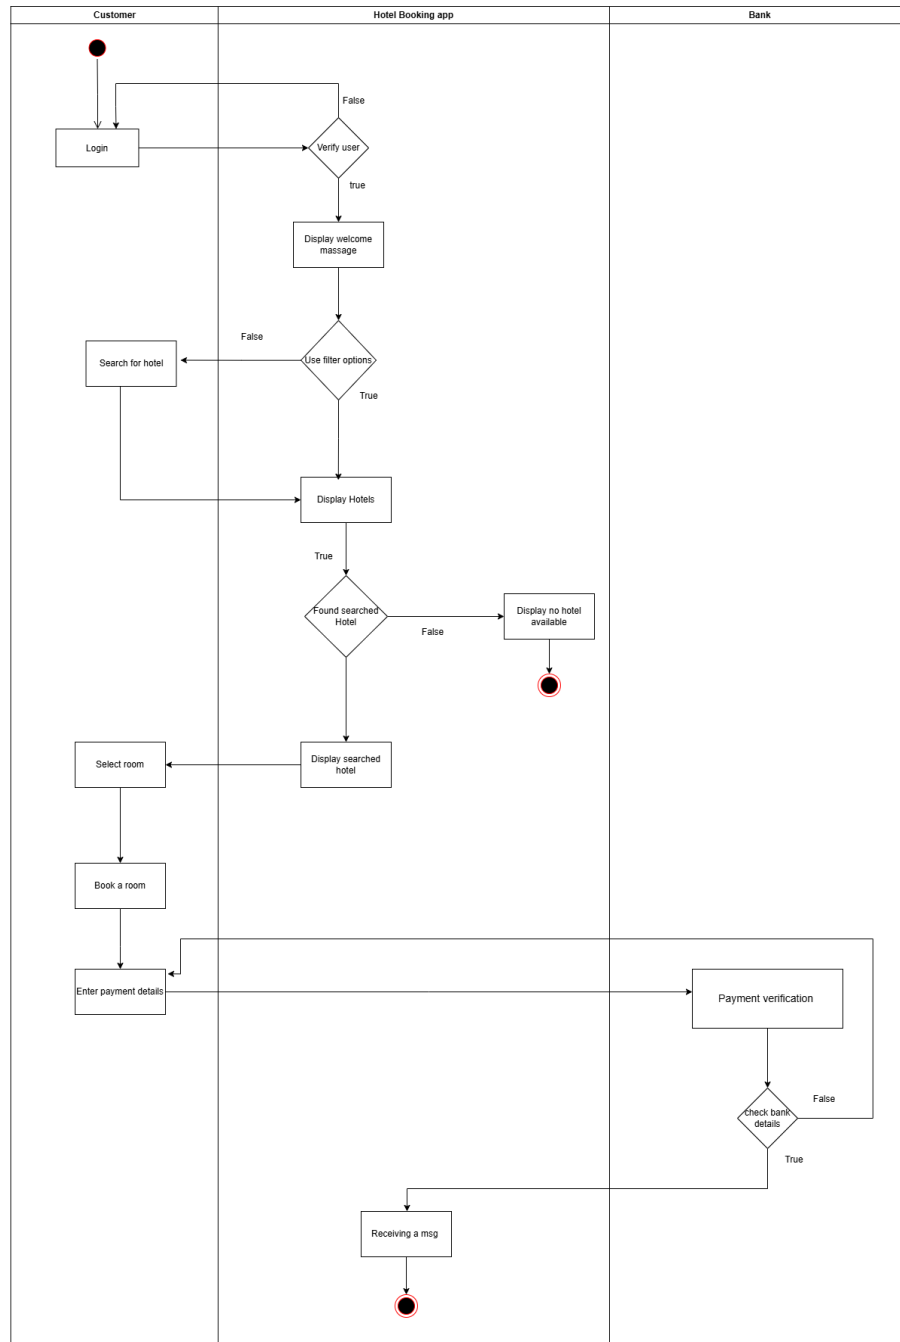 Customer
Hotel Booking app
Bank
False
Login
Verify user
true
Display welcome
massage
False
Search for hotel
Use filter options
True
Display Hotels
True
Found searched
Hotel
False
Display no hotel
available
Select room
Display searched
hotel
Book a room
Enter payment details
Payment verification
check bank
details
False
True
Receiving a msg